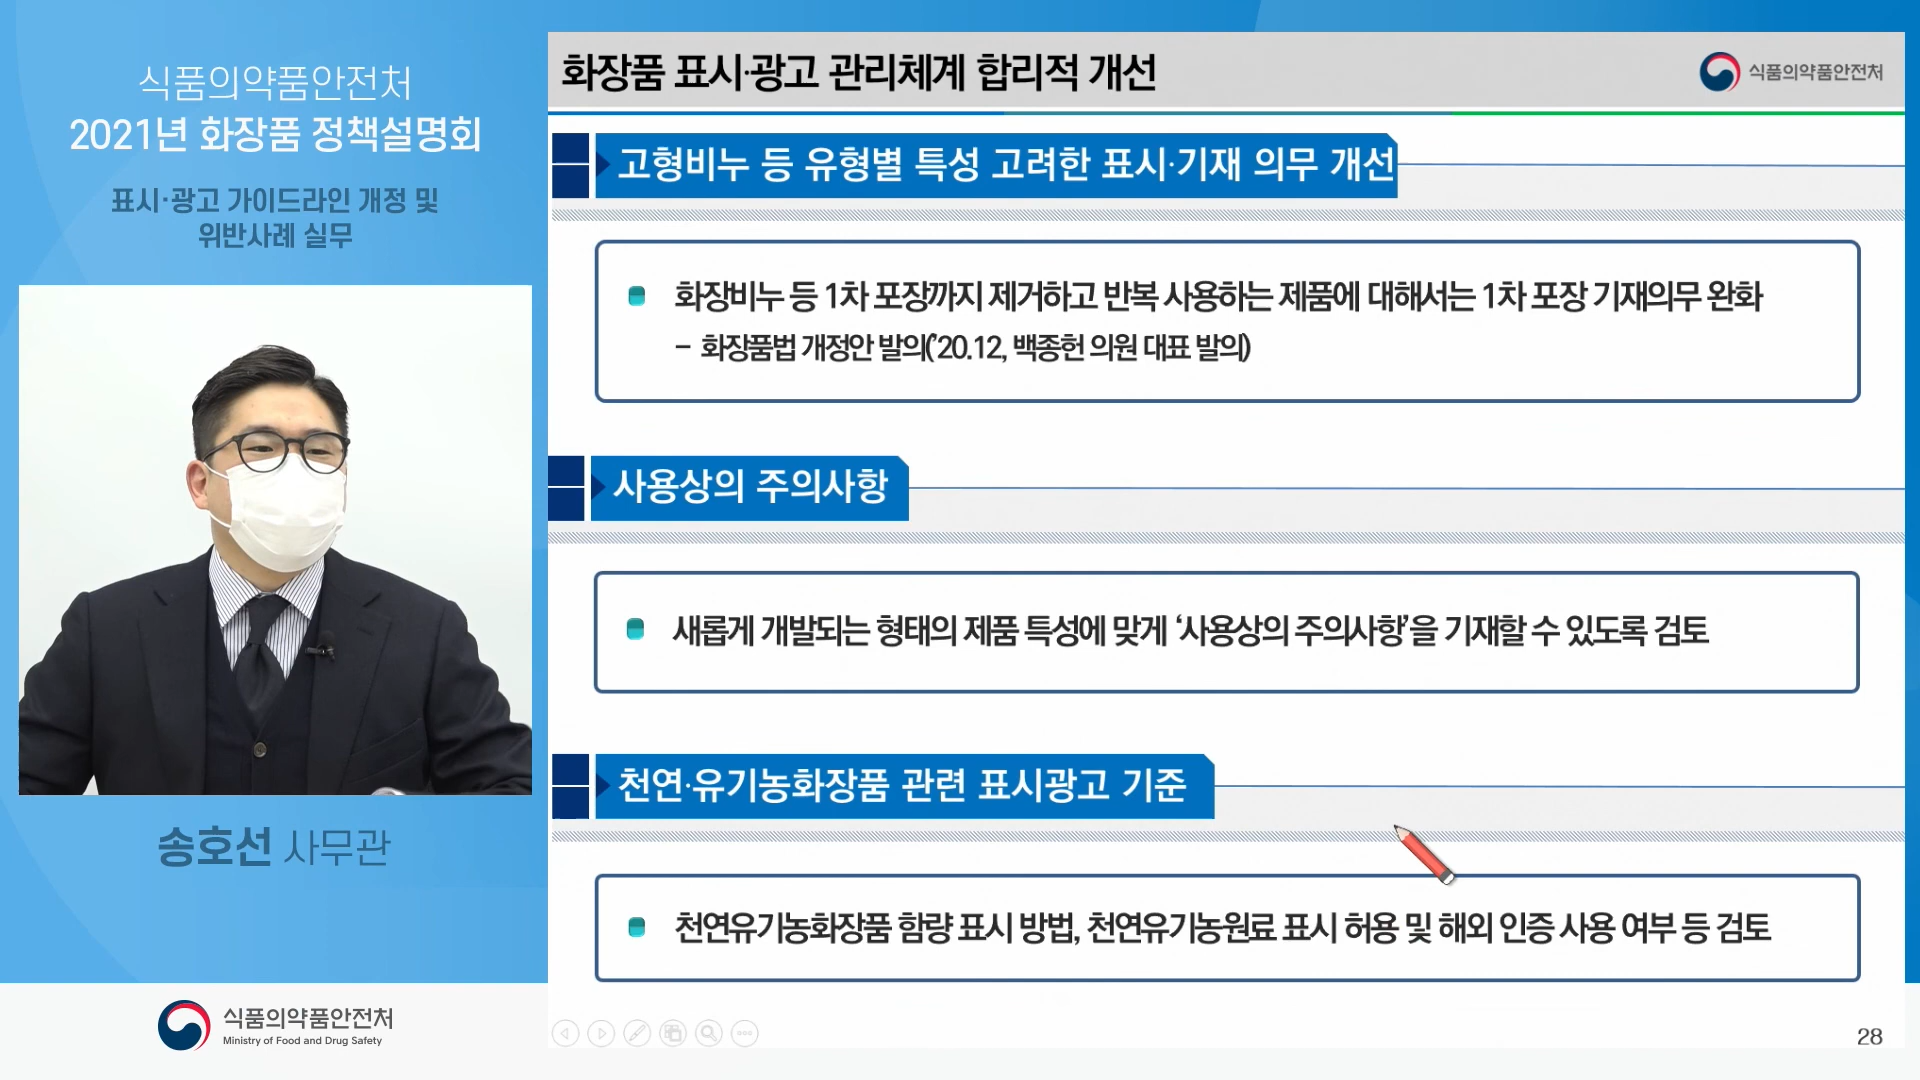 식품의약품안전처
2021년 화장품 정책설명회
표시·광고 가이드라인 개정 및
위반사례 실무
송호선 사무관
식품의약품안전처
Ministry of Food and Drug Safety
화장품 표시·광고 관리체계 합리적 개선
식품의약품안전처
고형비누 등 유형별 특성 고려한 표시·기재 의무 개선
화장비누 등 1차 포장까지 제거하고 반복 사용하는 제품에 대해서는 1차 포장 기재의무 완화
- 화장품법 개정안 발의('20.12, 백종헌 의원 대표 발의)
사용상의 주의사항
새롭게 개발되는 형태의 제품 특성에 맞게 ‘사용상의 주의사항’을 기재할 수 있도록 검토
천연·유기농화장품 관련 표시광고 기준
천연유기농화장품 함량 표시 방법, 천연유기농원료 표시 허용 및 해외 인증 사용 여부 등 검토
28